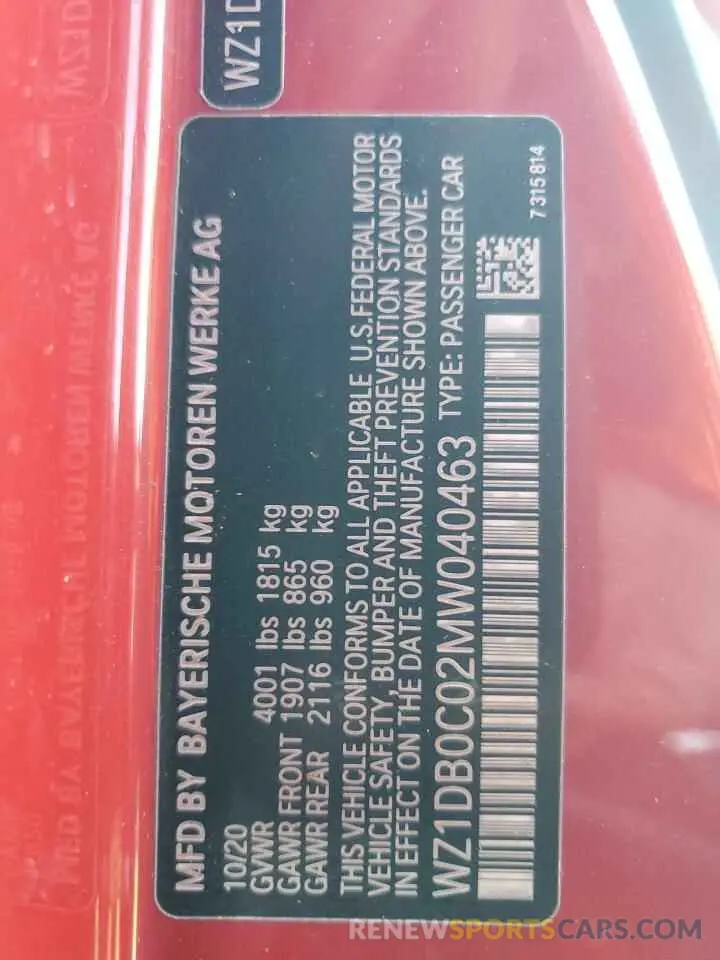 WZ1D
MFD BY BAYERISCHE MOTOREN WERKE AG
10/20
GVWR 4001 lbs 1815 kg
GAWR FRONT 1907 lbs 865 kg
GAWR REAR 2116 lbs 960 kg
THIS VEHICLE CONFORMS TO ALL APPLICABLE U.S.FEDERAL MOTOR
VEHICLE SAFETY, BUMPER AND THEFT PREVENTION STANDARDS
IN EFFECT ON THE DATE OF MANUFACTURE SHOWN ABOVE.
WZ1DB0C02MW040463 TYPE: PASSENGER CAR
7315814
RENEWSPORTSCARS.COM